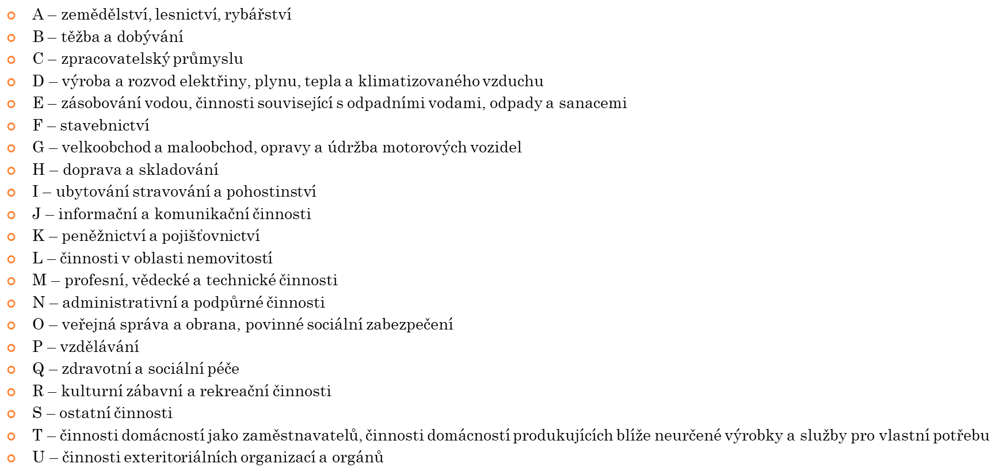 A – zemědělství, lesnictví, rybářství
B – těžba a dobývání
C – zpracovatelský průmyslu
D – výroba a rozvod elektřiny, plynu, tepla a klimatizovaného vzduchu
E – zásobování vodou, činnosti související s odpadními vodami, odpady a sanacemi
F – stavebnictví
G – velkoobchod a maloobchod, opravy a údržba motorových vozidel
H – doprava a skladování
I – ubytování stravování a pohostinství
J – informační a komunikační činnosti
K – peněžnictví a pojišťovnictví
L – činnosti v oblasti nemovitostí
M – profesní, vědecké a technické činnosti
N – administrativní a podpůrné činnosti
O – veřejná správa a obrana, povinné sociální zabezpečení
P – vzdělávání
Q – zdravotní a sociální péče
R – kulturní zábavní a rekreační činnosti
S – ostatní činnosti
T – činnosti domácností jako zaměstnavatelů, činnosti domácností produkujících blíže neurčené výrobky a služby pro vlastní potřebu
U – činnosti exteritoriálních organizací a orgánů